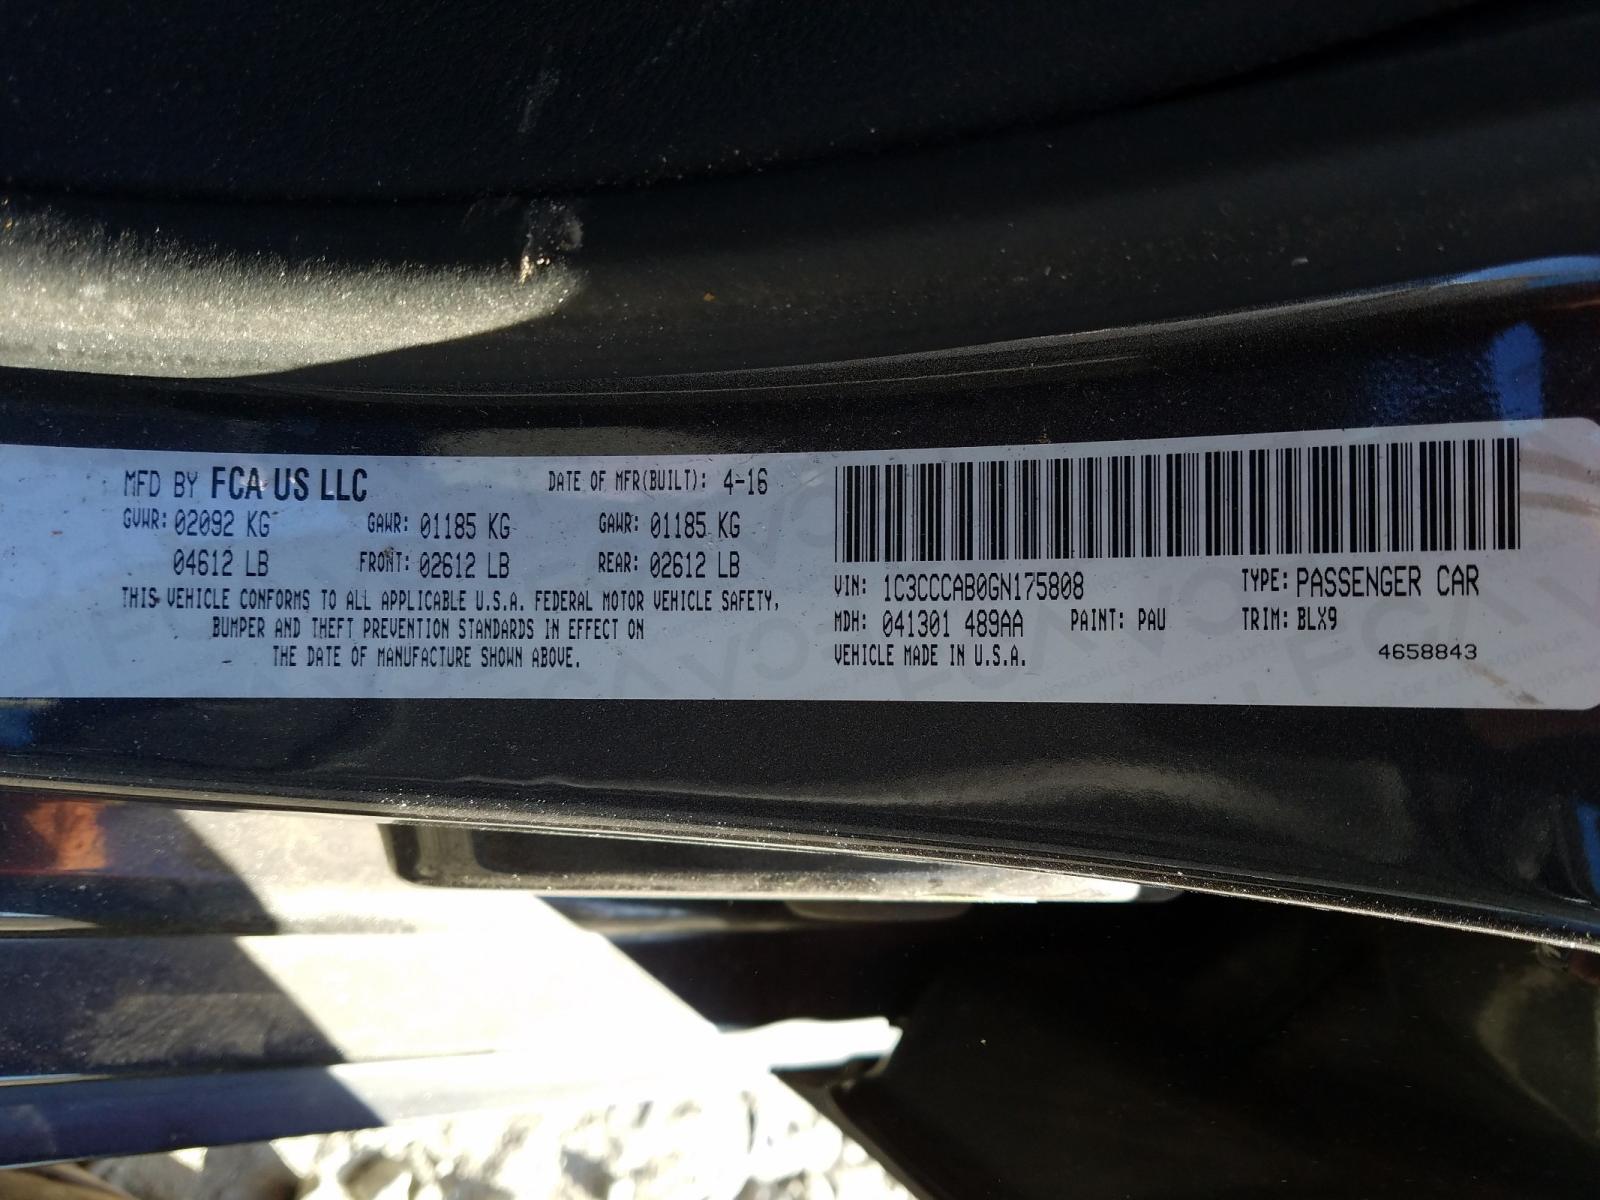 MFD BY FCA US LLC DATE OF MFR(BUILT): 4-16
GVWR: 02092 KG GAWR: 01185 KG GAWR: 01185 KG
04612 LB FRONT: 02612 LB REAR: 02612 LB
THIS VEHICLE CONFORMS TO ALL APPLICABLE U.S.A. FEDERAL MOTOR VEHICLE SAFETY,
BUMPER AND THEFT PREVENTION STANDARDS IN EFFECT ON
THE DATE OF MANUFACTURE SHOWN ABOVE.
VIN: 1C3CCCAB0GN175808 TYPE: PASSENGER CAR
MDH: 041301 489AA PAINT: PAU TRIM: BLX9
VEHICLE MADE IN U.S.A. 4658843